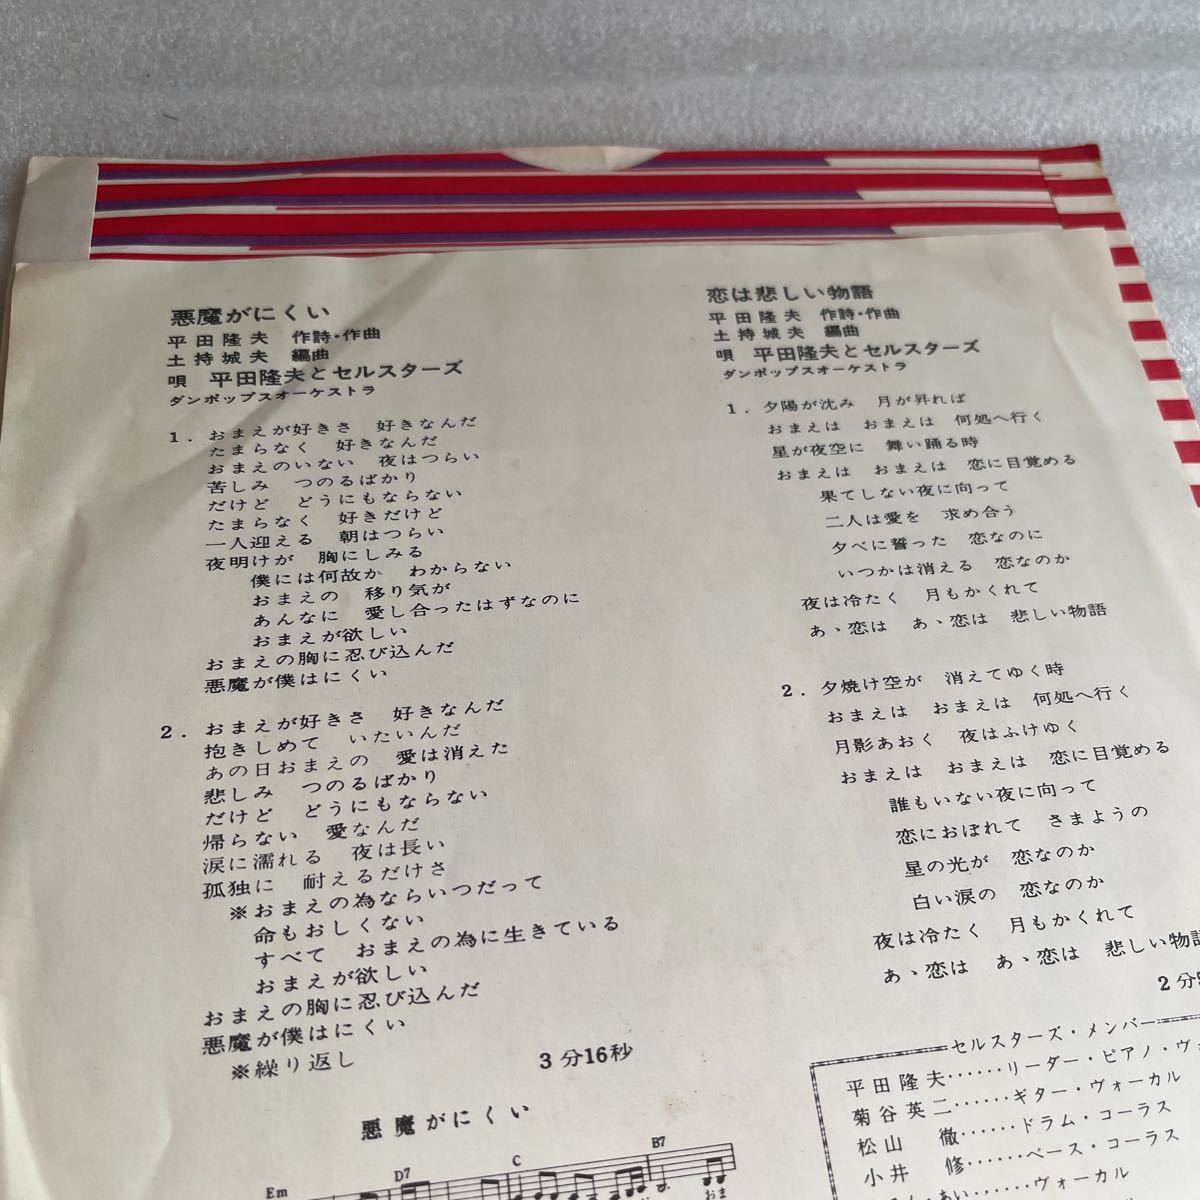 悪魔がにくい
平田隆夫 作詩・作曲
土持城夫 編曲
唄 平田隆夫とセルスターズ
ダンポップスオーケストラ
1. おまえが好きさ 好きなんだ
たまらなく 好きなんだ
おまえのいない 夜はつらい
苦しみ つのるばかり
だけど どうにもならない
たまらなく 好きだけど
一人迎える 朝はつらい
夜明けが 胸にしみる
僕には何故か わからない
おまえの 移り気が
あんなに 愛し合ったはずなのに
おまえが欲しい
おまえの胸に忍び込んだ
悪魔が僕はにくい
2. おまえが好きさ 好きなんだ
抱きしめて いたいんだ
あの日おまえの 愛は消えた
悲しみ つのるばかり
だけど どうにもならない
帰らない 愛なんだ
涙に濡れる 夜は長い
孤独に 耐えるだけさ
※おまえの為ならいつだって
命もおしくない
すべて おまえの為に生きている
おまえが欲しい
おまえの胸に忍び込んだ
悪魔が僕はにくい
※繰り返し
3分16秒
悪魔がにくい
Em D7 C B7
おま
恋は悲しい物語
平田隆夫 作詩・作曲
土持城夫 編曲
唄 平田隆夫とセルスターズ
ダンポップスオーケストラ
1. 夕陽が沈み 月が昇れば
おまえは おまえは 何処へ行く
星が夜空に 舞い踊る時
おまえは おまえは 恋に目覚める
果てしない夜に向って
二人は愛を 求め合う
夕べに誓った 恋なのに
いつかは消える 恋なのか
夜は冷たく 月もかくれて
あゝ恋は あゝ恋は 悲しい物語
2. 夕焼け空が 消えてゆく時
おまえは おまえは 何処へ行く
月影あおく 夜はふけゆく
おまえは おまえは 恋に目覚める
誰もいない夜に向って
恋におぼれて さまようの
星の光が 恋なのか
白い涙の 恋なのか
夜は冷たく 月もかくれて
あゝ恋は あゝ恋は 悲しい物語
2分
セルスターズ・メンバー
平田隆夫……リーダー・ピアノ・ヴォ
菊谷英二……ギター・ヴォーカル
松山 徹……ドラム・コーラス
小井 修……ベース・コーラス
あい……ヴォーカル